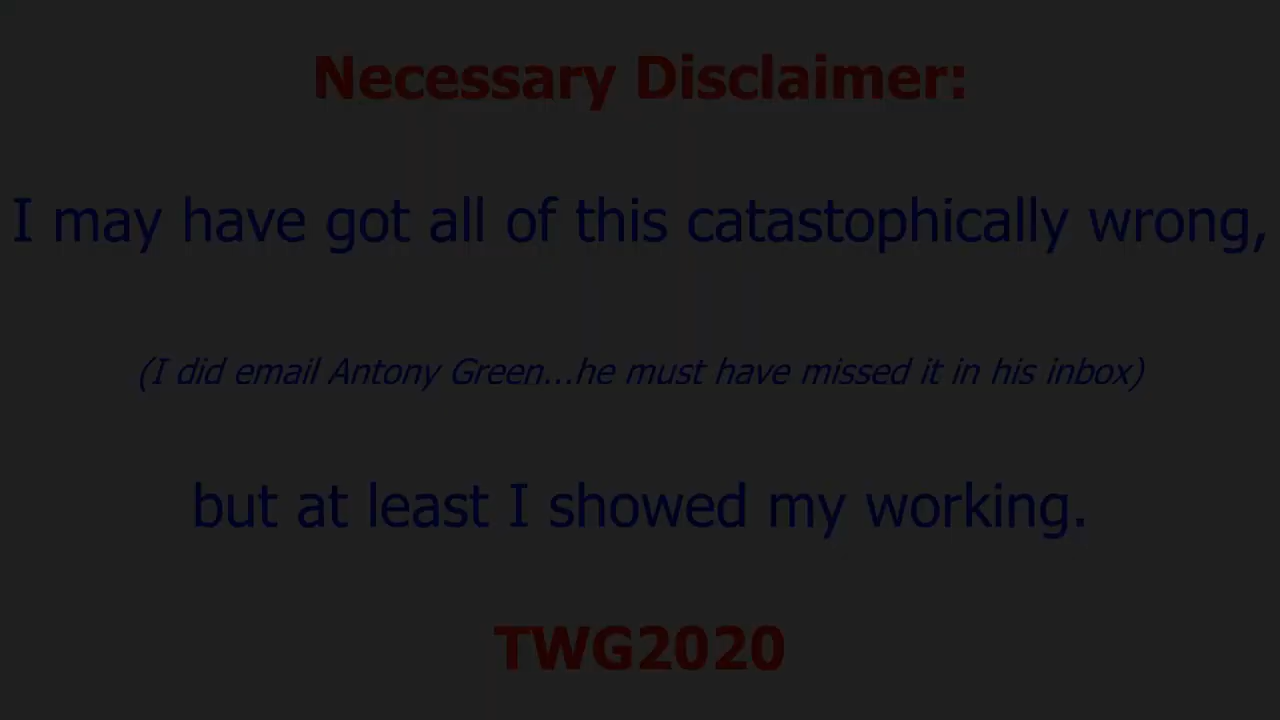 Necessary Disclaimer:
I may have got all of this catastophically wrong,
(I did email Antony Green...he must have missed it in his inbox)
but at least I showed my working.
TWG2020